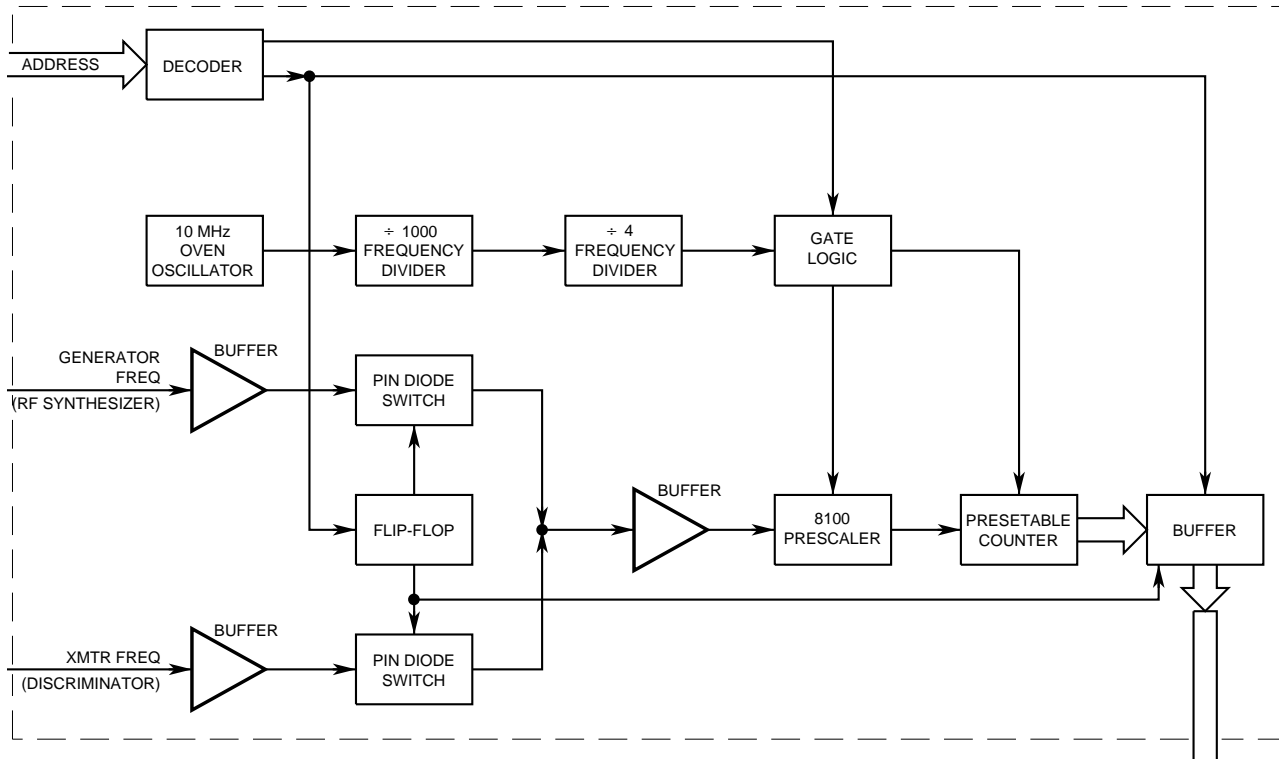 ADDRESS
DECODER
10 MHz
OVEN
OSCILLATOR
÷ 1000
FREQUENCY
DIVIDER
÷ 4
FREQUENCY
DIVIDER
GATE
LOGIC
GENERATOR
FREQ
(RF SYNTHESIZER)
BUFFER
PIN DIODE
SWITCH
FLIP-FLOP
BUFFER
8100
PRESCALER
PRESETABLE
COUNTER
BUFFER
XMTR FREQ
(DISCRIMINATOR)
BUFFER
PIN DIODE
SWITCH